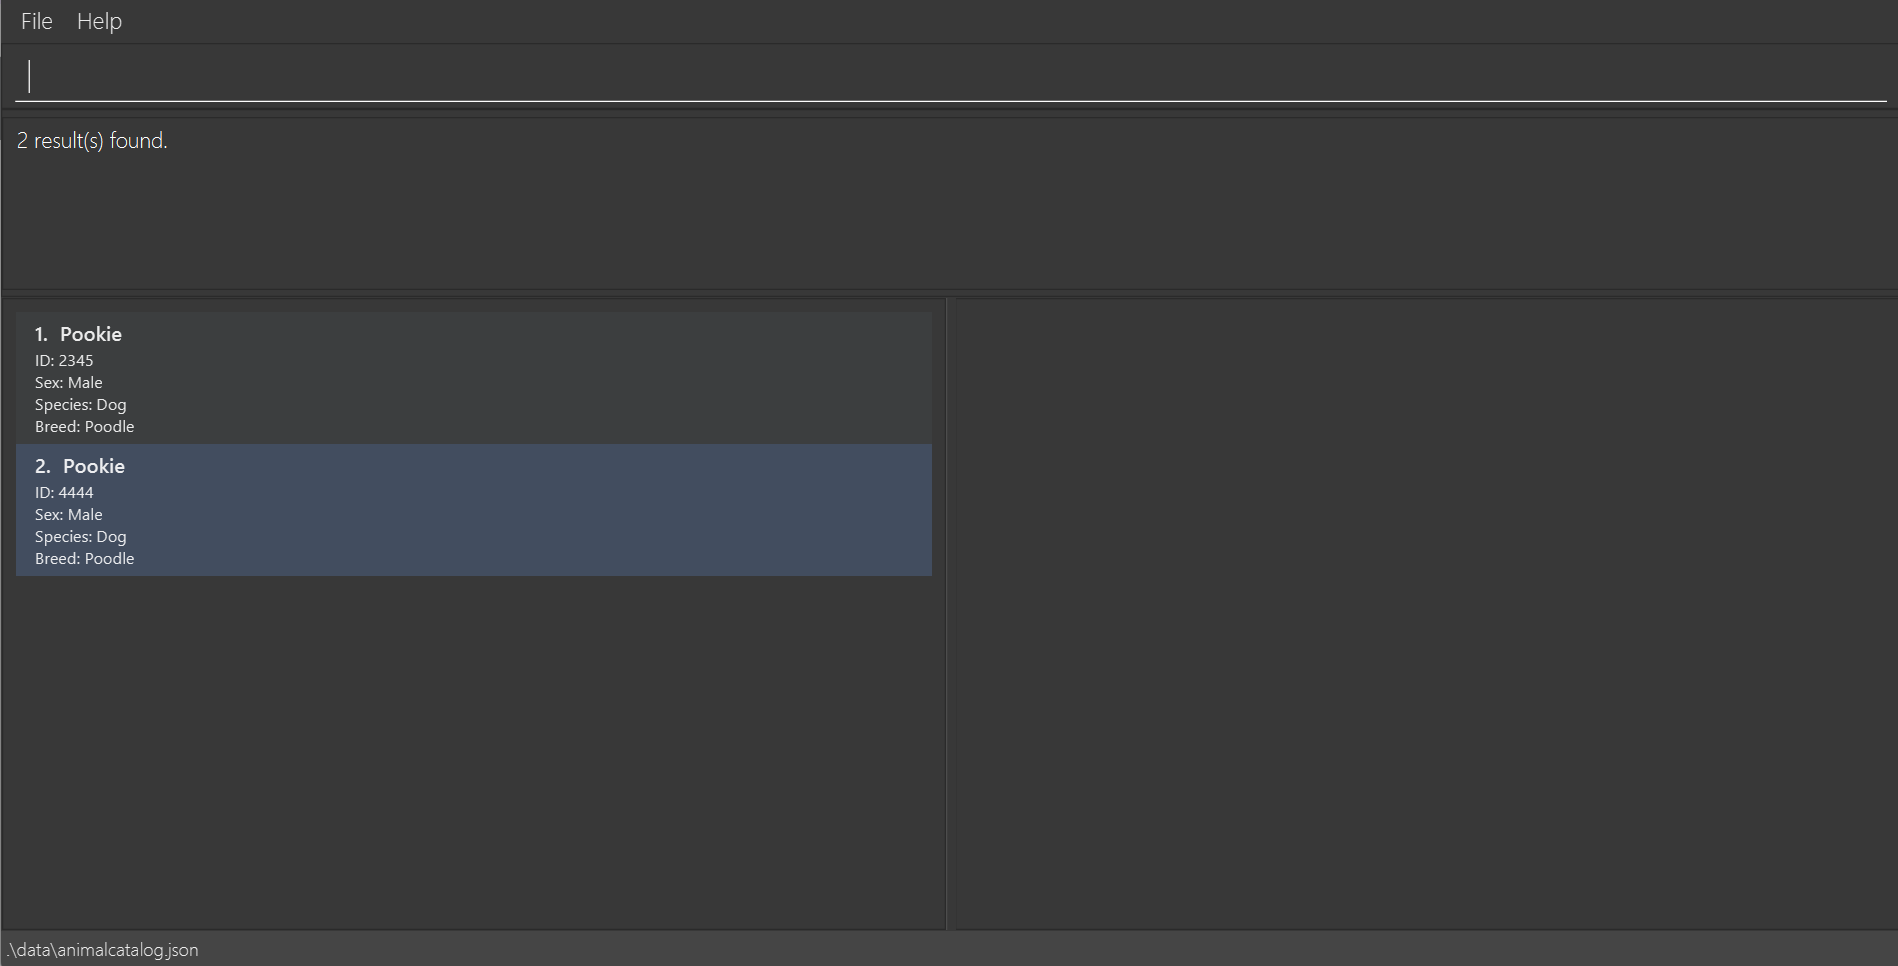 File Help
2 result(s) found.
1. Pookie
ID: 2345
Sex: Male
Species: Dog
Breed: Poodle
2. Pookie
ID: 4444
Sex: Male
Species: Dog
Breed: Poodle
.\data\animalcatalog.json